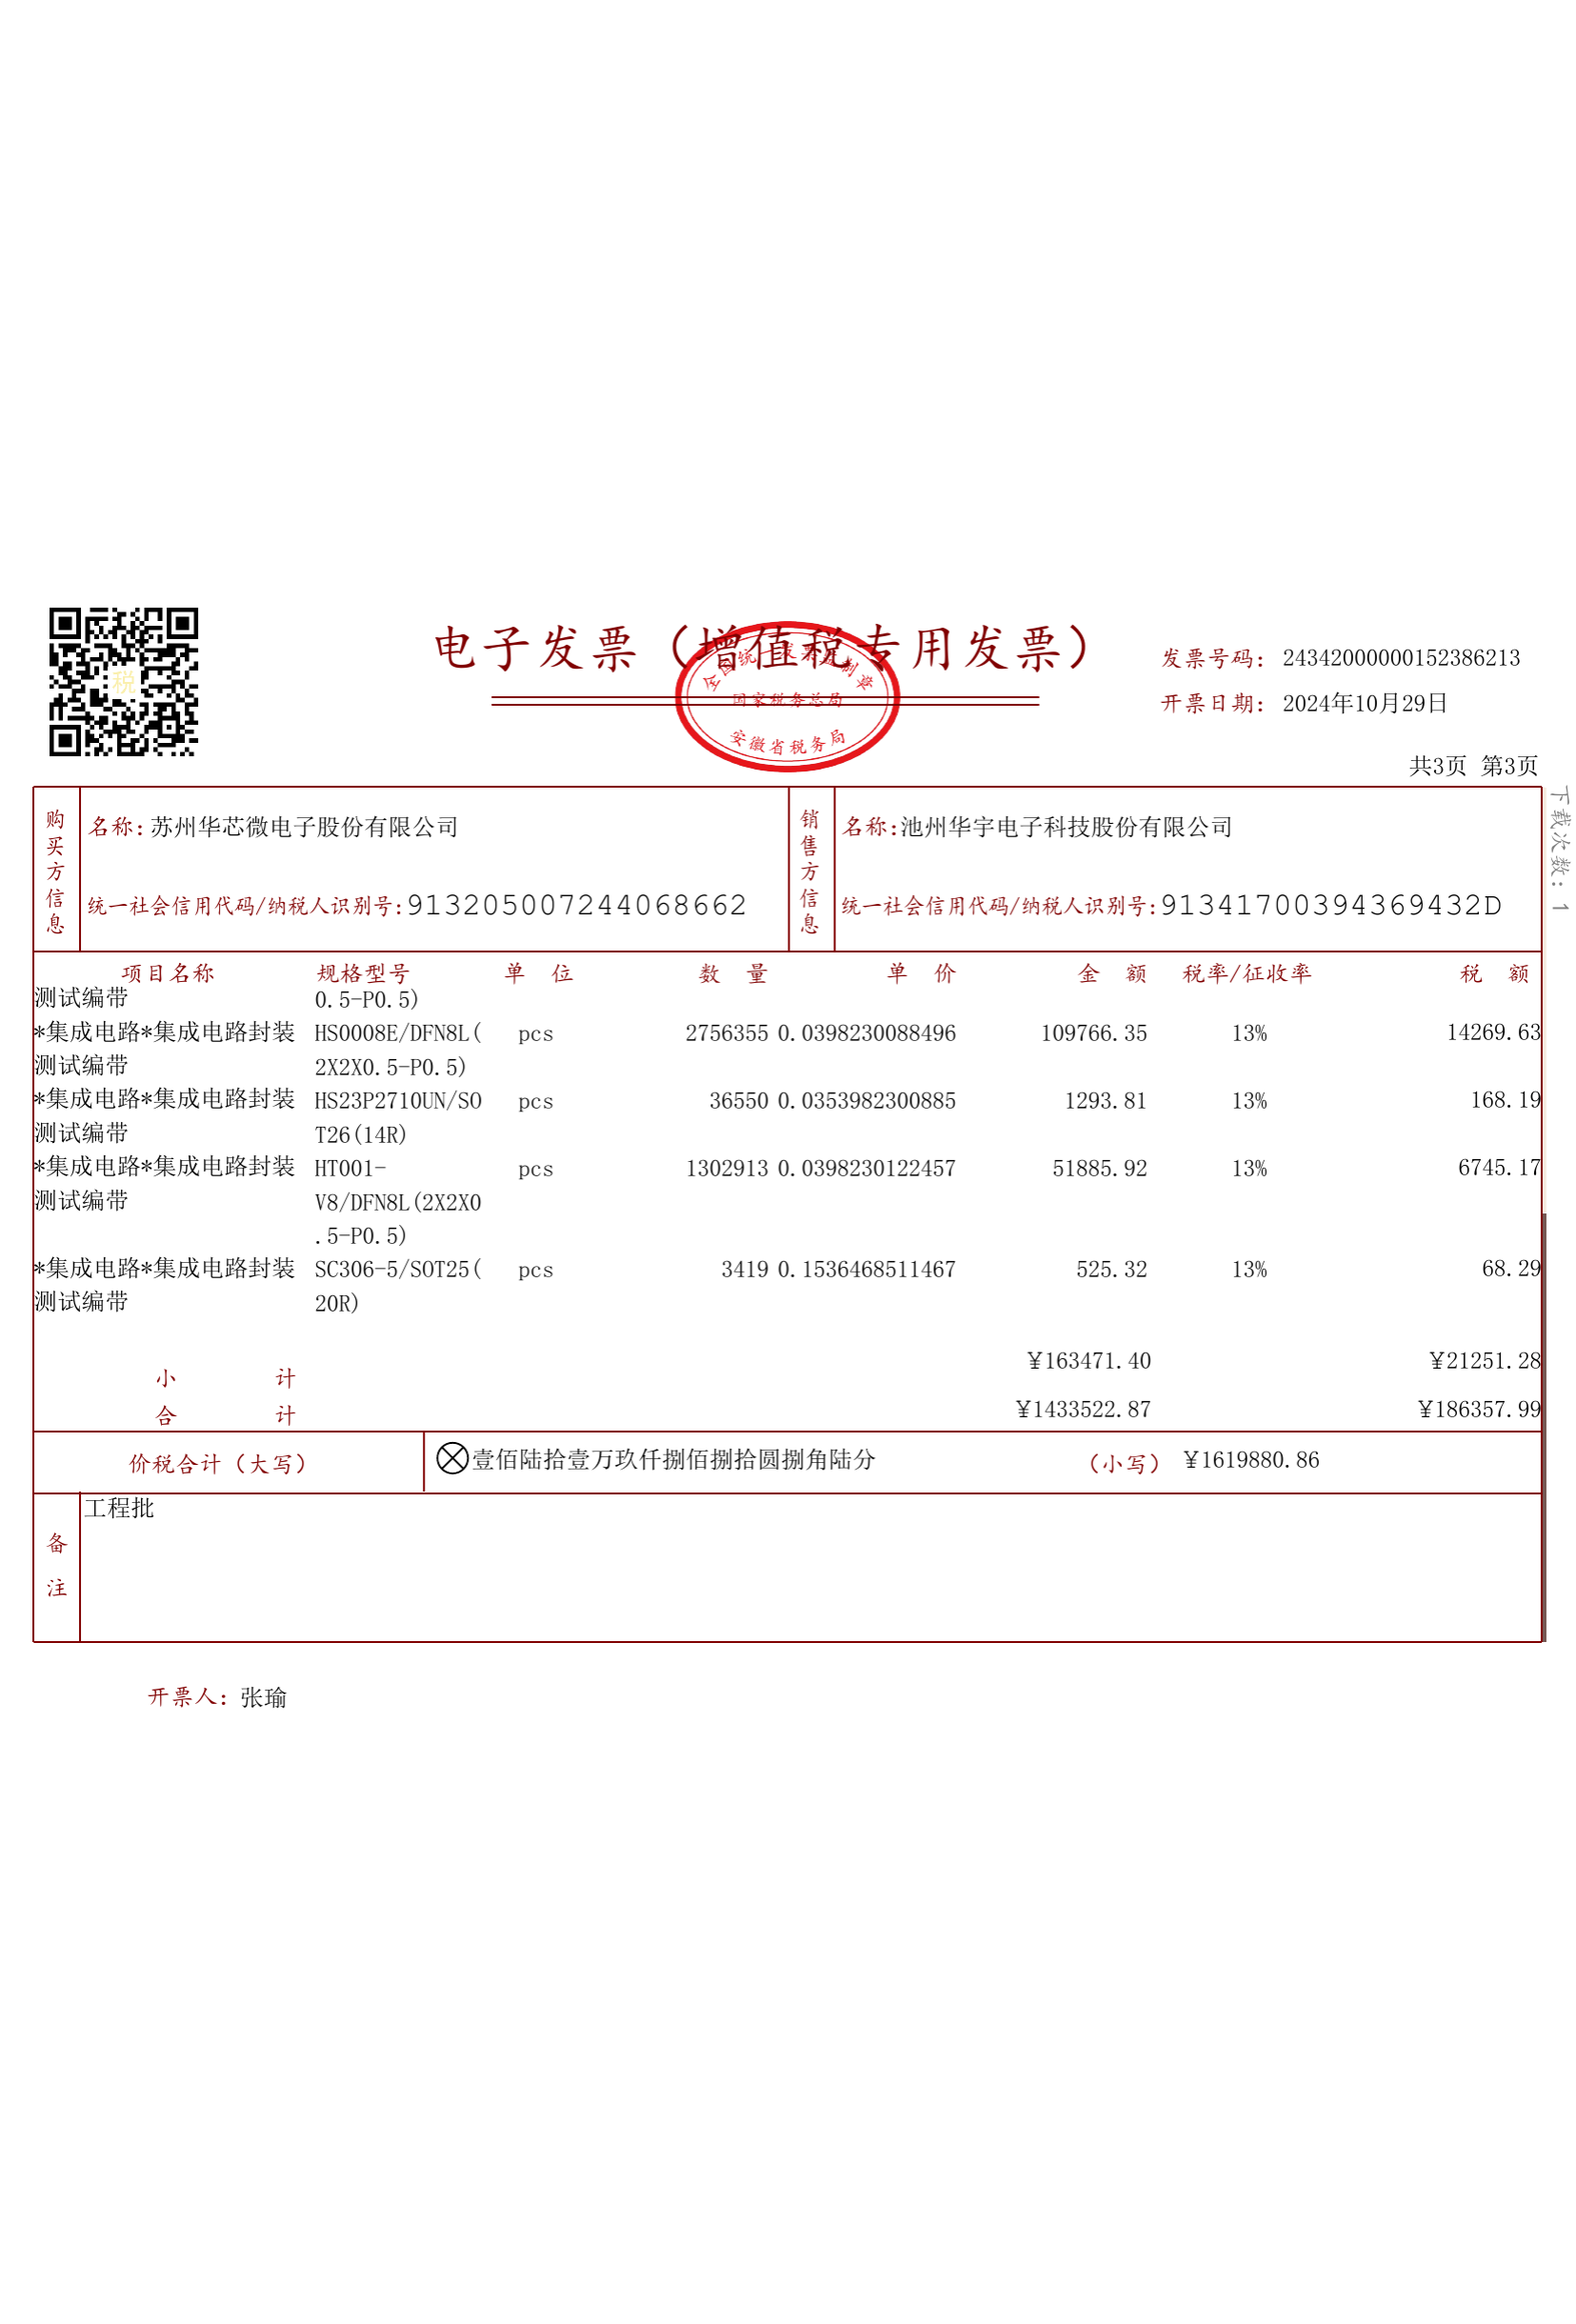 电子发票（增值税专用发票）
全国统一发票监制章
国家税务总局
安徽省税务局
税
发票号码：24342000000152386213
开票日期：2024年10月29日
共3页 第3页
下载次数：1
购买方信息
名称：苏州华芯微电子股份有限公司
统一社会信用代码/纳税人识别号：913205007244068662
销售方信息
名称：池州华宇电子科技股份有限公司
统一社会信用代码/纳税人识别号：91341700394369432D
项目名称 规格型号 单 位 数 量 单 价 金 额 税率/征收率 税 额
测试编带 0.5-P0.5)
*集成电路*集成电路封装 HS0008E/DFN8L( pcs 2756355 0.0398230088496 109766.35 13% 14269.63
测试编带 2X2X0.5-P0.5)
*集成电路*集成电路封装 HS23P2710UN/SO pcs 36550 0.0353982300885 1293.81 13% 168.19
测试编带 T26(14R)
*集成电路*集成电路封装 HT001- pcs 1302913 0.0398230122457 51885.92 13% 6745.17
测试编带 V8/DFN8L(2X2X0
.5-P0.5)
*集成电路*集成电路封装 SC306-5/SOT25( pcs 3419 0.1536468511467 525.32 13% 68.29
测试编带 20R)
小 计 ¥163471.40 ¥21251.28
合 计 ¥1433522.87 ¥186357.99
价税合计（大写） 壹佰陆拾壹万玖仟捌佰捌拾圆捌角陆分 （小写） ¥1619880.86
备注
工程批
开票人：张瑜